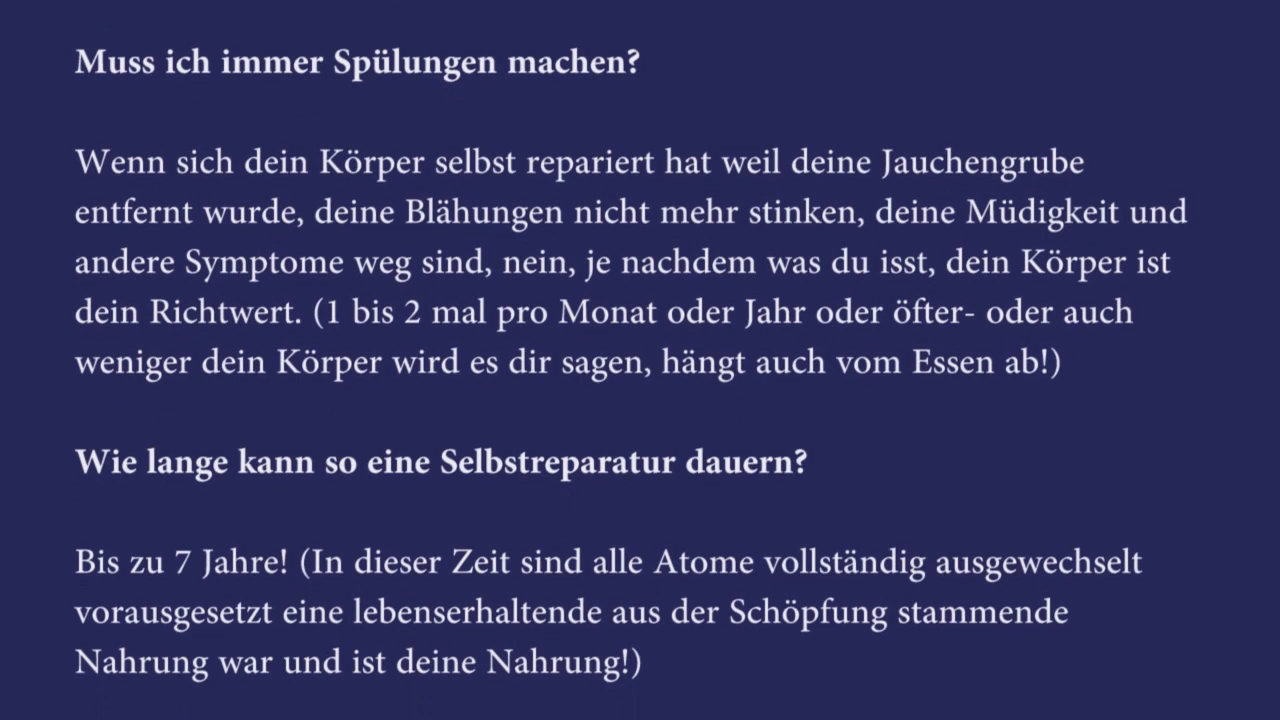 Muss ich immer Spülungen machen?
Wenn sich dein Körper selbst repariert hat weil deine Jauchengrube
entfernt wurde, deine Blähungen nicht mehr stinken, deine Müdigkeit und
andere Symptome weg sind, nein, je nachdem was du isst, dein Körper ist
dein Richtwert. (1 bis 2 mal pro Monat oder Jahr oder öfter- oder auch
weniger dein Körper wird es dir sagen, hängt auch vom Essen ab!)
Wie lange kann so eine Selbstreparatur dauern?
Bis zu 7 Jahre! (In dieser Zeit sind alle Atome vollständig ausgewechselt
vorausgesetzt eine lebenserhaltende aus der Schöpfung stammende
Nahrung war und ist deine Nahrung!)